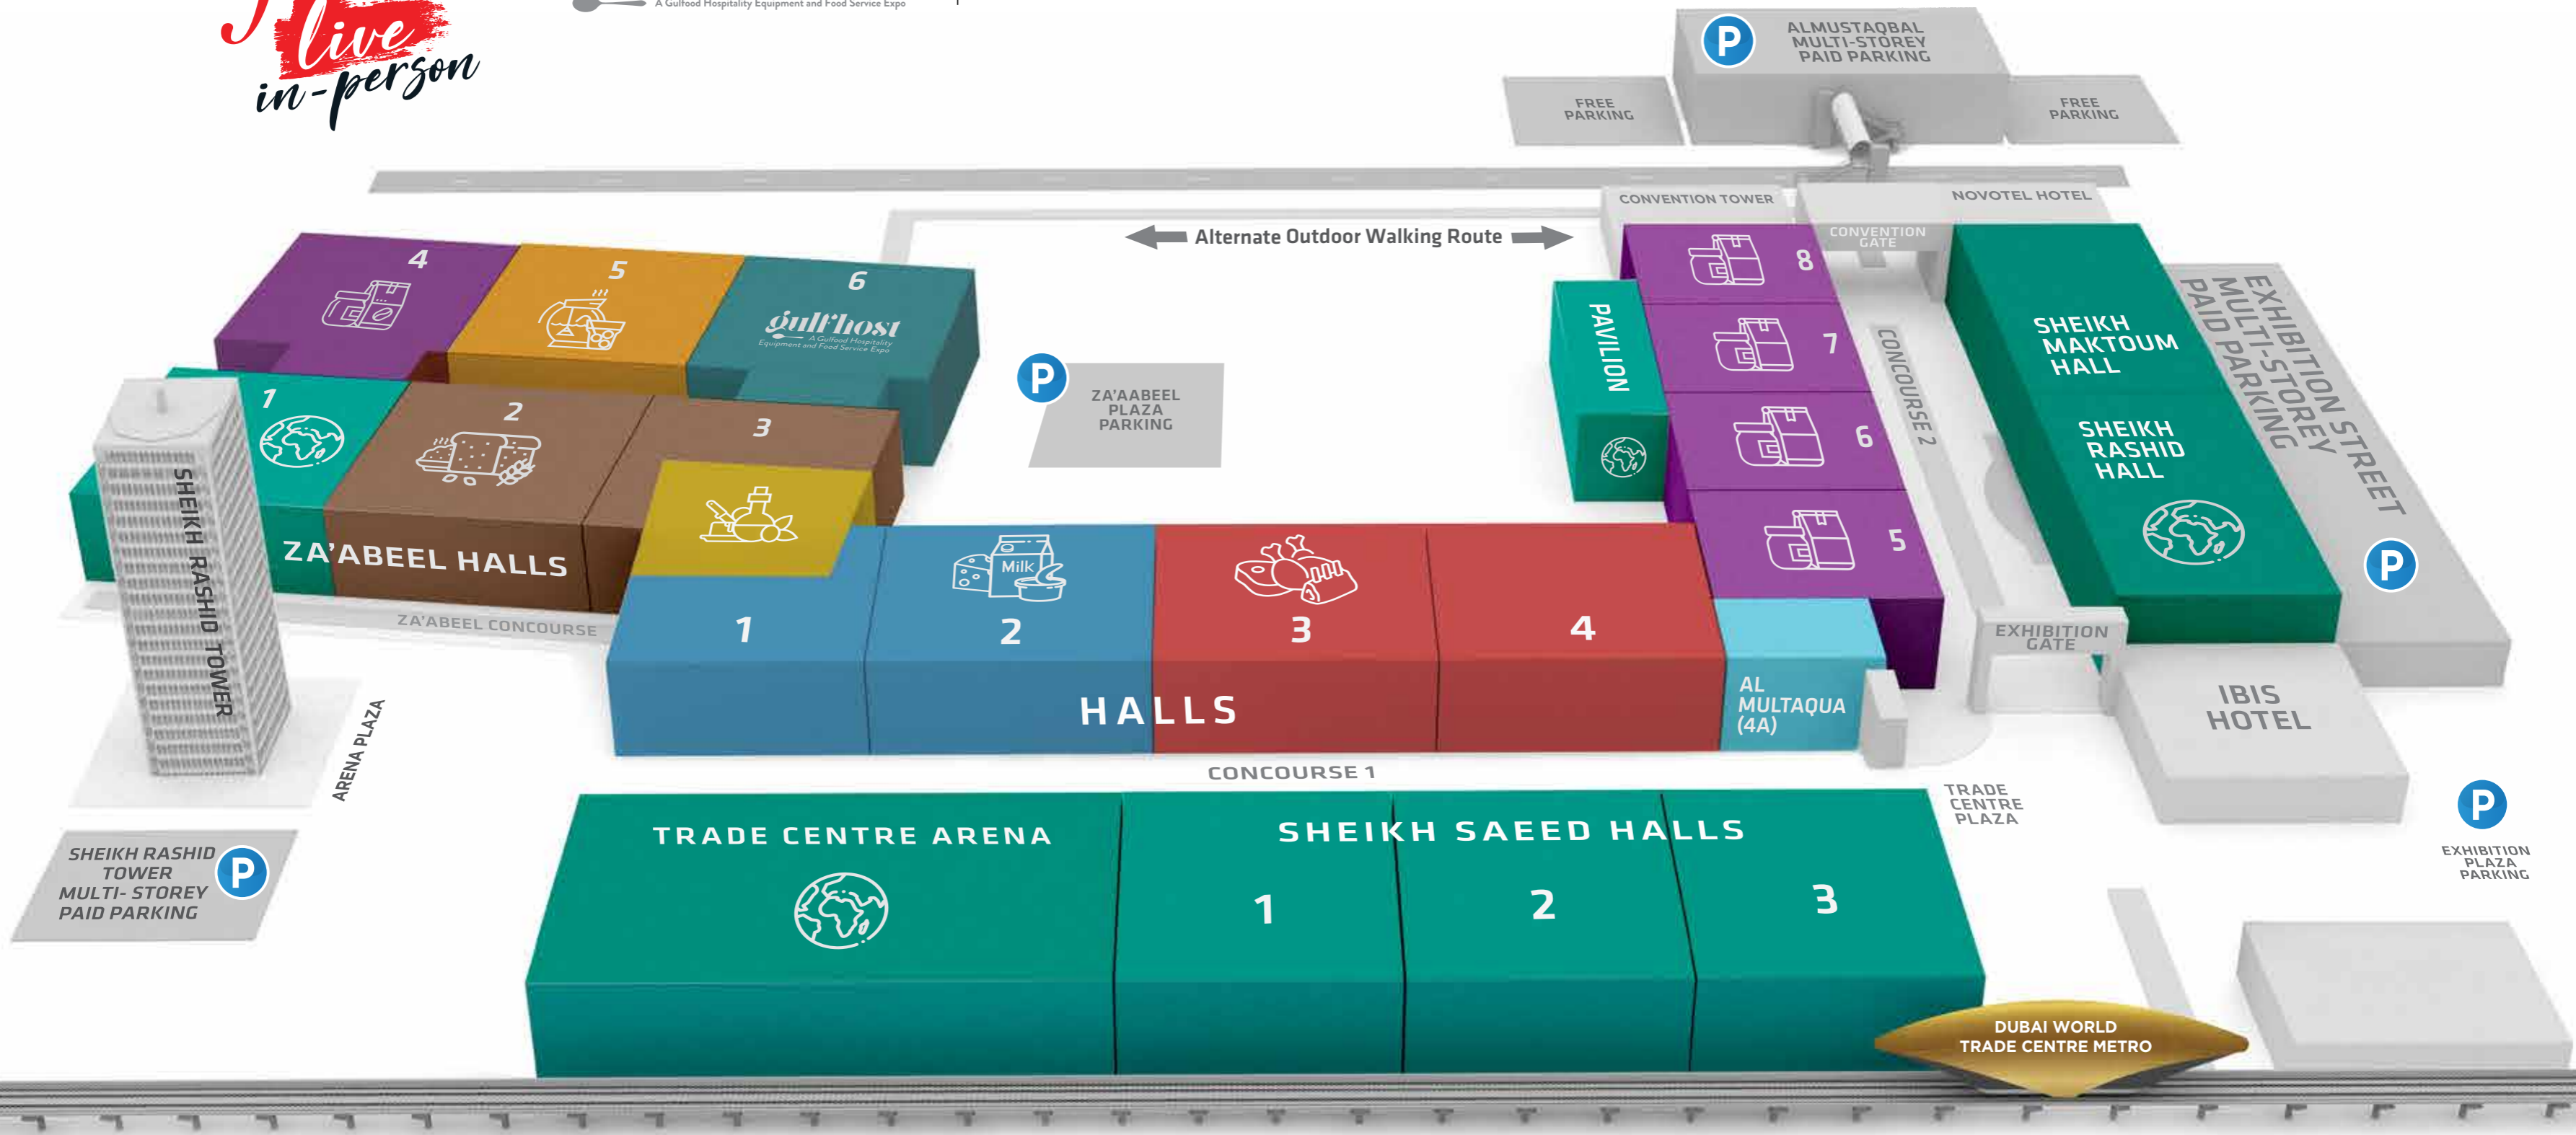 live
in-person
A Gulfood Hospitality Equipment and Food Service Expo
P
ALMUSTAQBAL
MULTI-STOREY
PAID PARKING
FREE
PARKING
FREE
PARKING
CONVENTION TOWER
NOVOTEL HOTEL
CONVENTION
GATE
Alternate Outdoor Walking Route
4
5
6
gulfhost
A Gulfood Hospitality
Equipment and Food Service Expo
1
2
3
ZA'ABEEL HALLS
ZA'ABEEL CONCOURSE
SHEIKH RASHID TOWER
ARENA PLAZA
P
ZA'AABEEL
PLAZA
PARKING
PAVILION
8
7
6
5
CONCOURSE 2
SHEIKH
MAKTOUM
HALL
SHEIKH
RASHID
HALL
EXHIBITION STREET
MULTI-STOREY
PAID PARKING
P
Milk
1
2
3
4
HALLS
AL
MULTAQUA
(4A)
EXHIBITION
GATE
IBIS
HOTEL
CONCOURSE 1
TRADE
CENTRE
PLAZA
P
EXHIBITION
PLAZA
PARKING
SHEIKH RASHID
TOWER
MULTI- STOREY
PAID PARKING
P
TRADE CENTRE ARENA
SHEIKH SAEED HALLS
1
2
3
DUBAI WORLD
TRADE CENTRE METRO